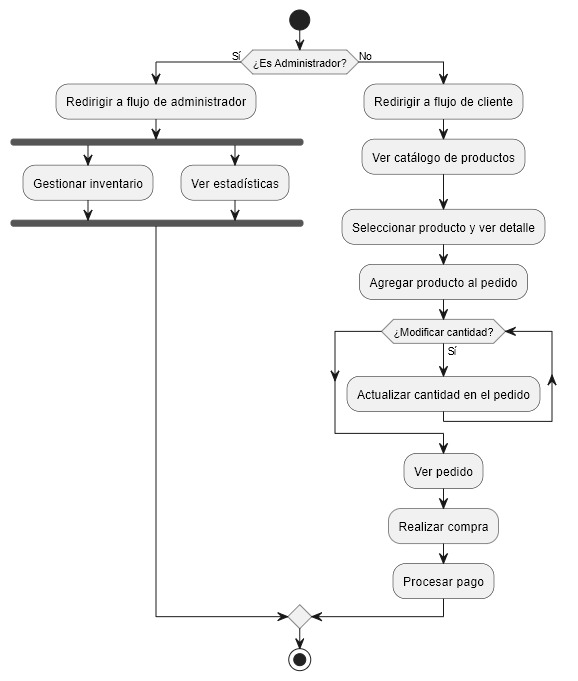 ¿Es Administrador?
Sí
No
Redirigir a flujo de administrador
Gestionar inventario
Ver estadísticas
Redirigir a flujo de cliente
Ver catálogo de productos
Seleccionar producto y ver detalle
Agregar producto al pedido
¿Modificar cantidad?
Sí
Actualizar cantidad en el pedido
Ver pedido
Realizar compra
Procesar pago